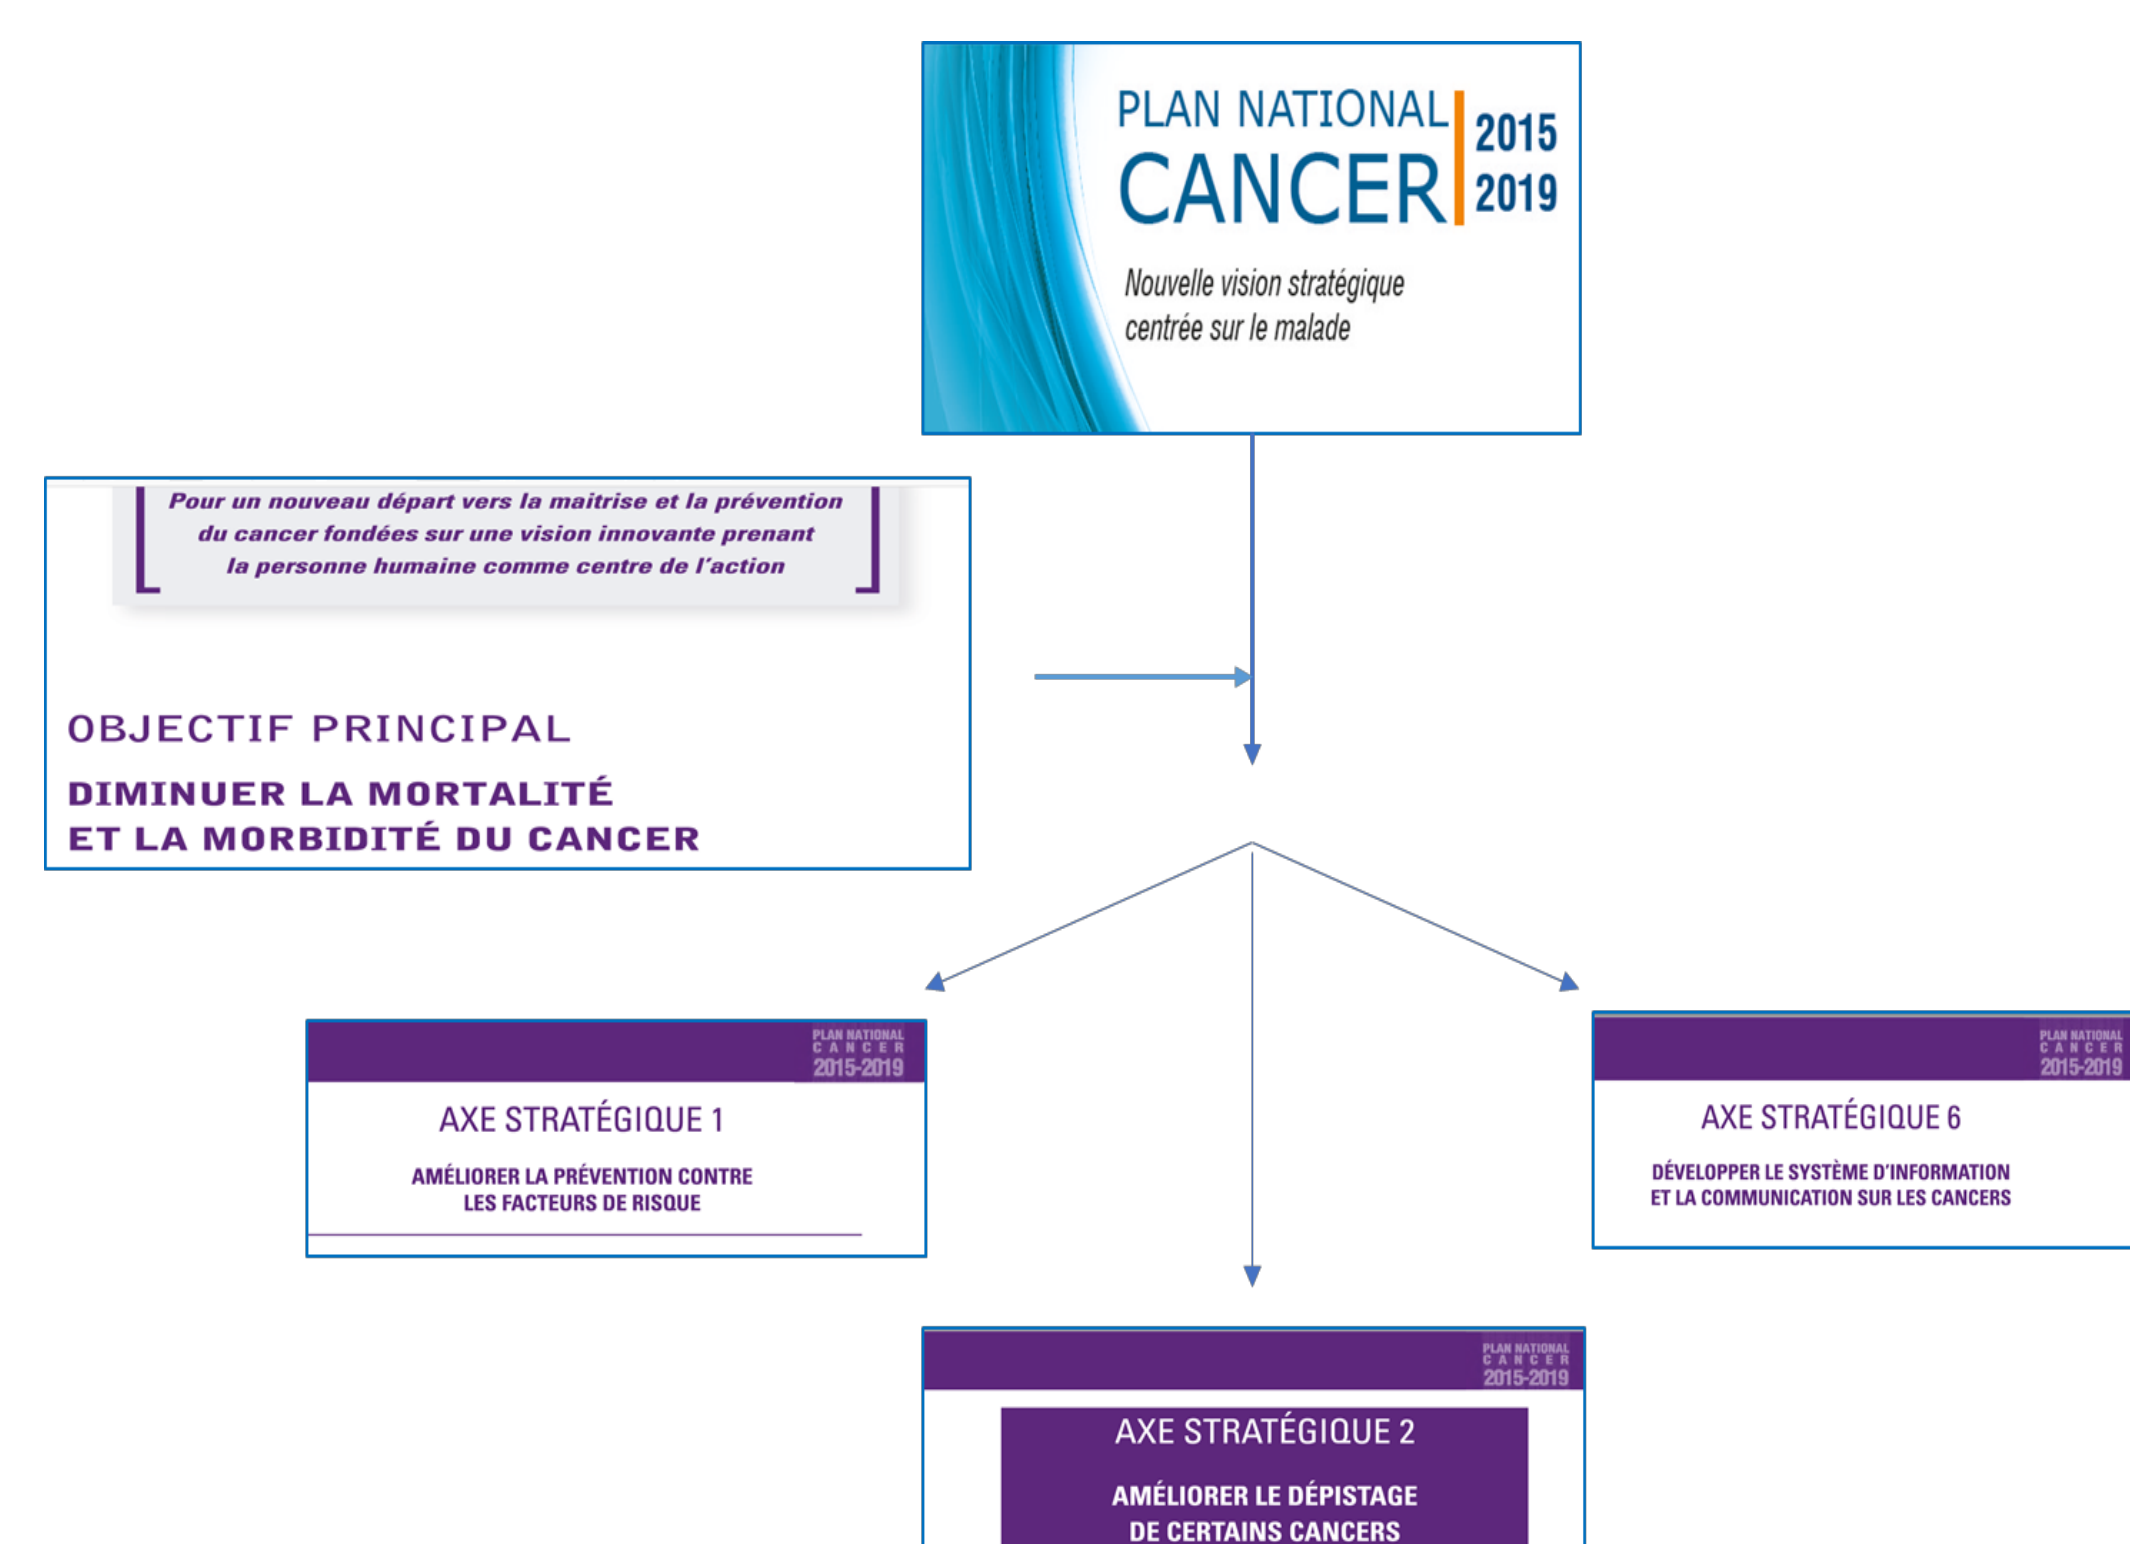 PLAN NATIONAL
CANCER
2015
2019
Nouvelle vision stratégique
centrée sur le malade
Pour un nouveau départ vers la maitrise et la prévention
du cancer fondées sur une vision innovante prenant
la personne humaine comme centre de l'action
OBJECTIF PRINCIPAL
DIMINUER LA MORTALITÉ
ET LA MORBIDITÉ DU CANCER
PLAN NATIONAL
CANCER
2015-2019
AXE STRATÉGIQUE 1
AMÉLIORER LA PRÉVENTION CONTRE
LES FACTEURS DE RISQUE
PLAN NATIONAL
CANCER
2015-2019
AXE STRATÉGIQUE 6
DÉVELOPPER LE SYSTÈME D'INFORMATION
ET LA COMMUNICATION SUR LES CANCERS
PLAN NATIONAL
CANCER
2015-2019
AXE STRATÉGIQUE 2
AMÉLIORER LE DÉPISTAGE
DE CERTAINS CANCERS